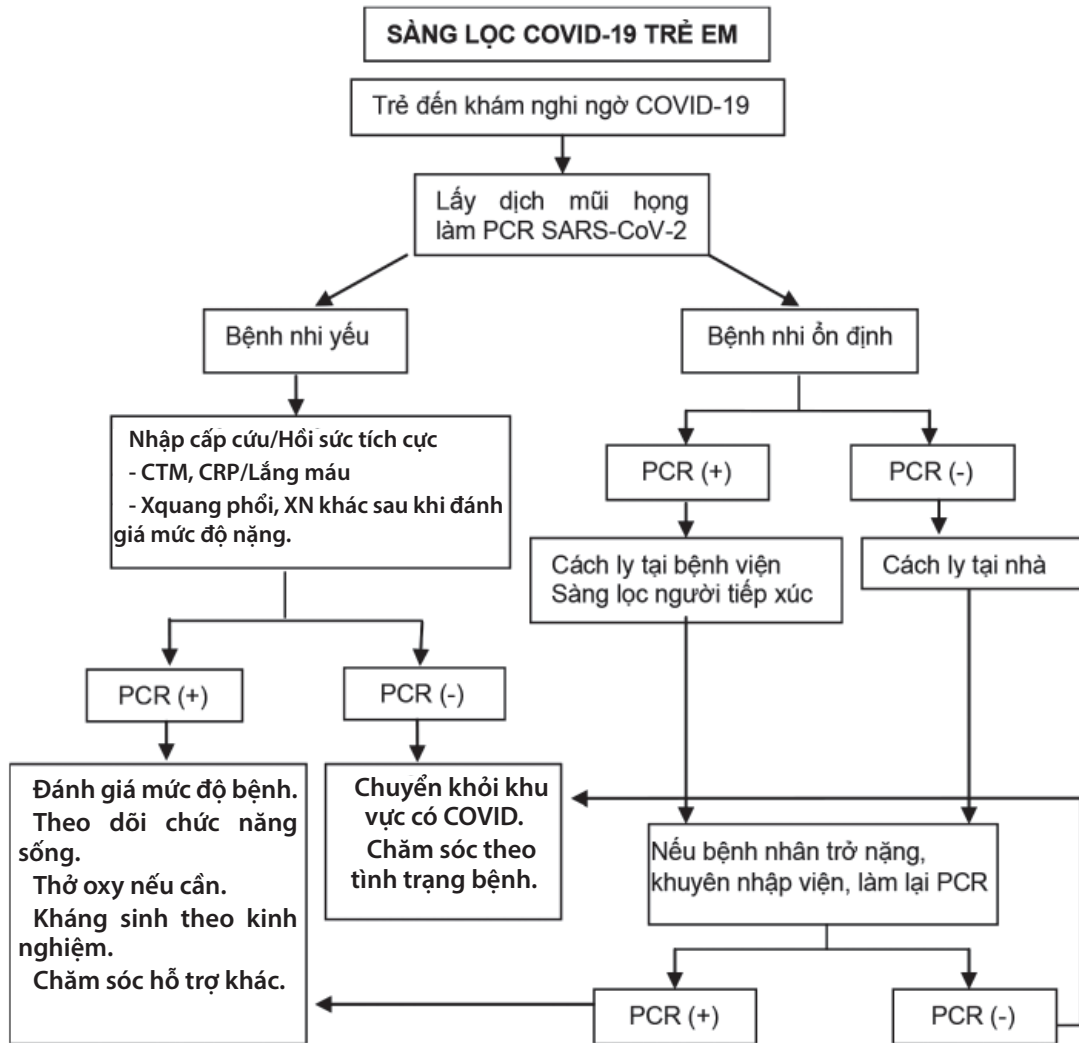 SÀNG LỌC COVID-19 TRẺ EM
Trẻ đến khám nghi ngờ COVID-19
Lấy dịch mũi họng
làm PCR SARS-CoV-2
Bệnh nhi yếu
Bệnh nhi ổn định
Nhập cấp cứu/Hồi sức tích cực
- CTM, CRP/Lắng máu
- Xquang phổi, XN khác sau khi đánh
giá mức độ nặng.
PCR (+)
PCR (-)
Cách ly tại bệnh viện
Sàng lọc người tiếp xúc
Cách ly tại nhà
PCR (+)
PCR (-)
Đánh giá mức độ bệnh.
Theo dõi chức năng
sống.
Thở oxy nếu cần.
Kháng sinh theo kinh
nghiệm.
Chăm sóc hỗ trợ khác.
Chuyển khỏi khu
vực có COVID.
Chăm sóc theo
tình trạng bệnh.
Nếu bệnh nhân trở nặng,
khuyên nhập viện, làm lại PCR
PCR (+)
PCR (-)